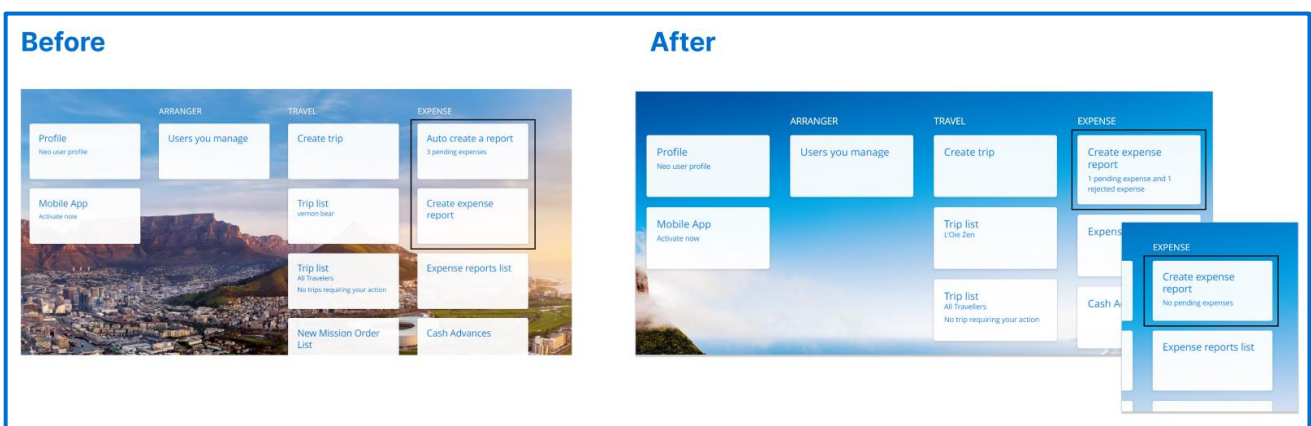 Before
ARRANGER
TRAVEL
EXPENSE
Profile
Neo user profile
Users you manage
Create trip
Auto create a report
3 pending expenses
Mobile App
Activate now
Trip list
vernon bear
Create expense
report
Trip list
All Travelers
No trips requiring your action
Expense reports list
New Mission Order
List
Cash Advances
After
ARRANGER
TRAVEL
EXPENSE
Profile
Neo user profile
Users you manage
Create trip
Create expense
report
1 pending expense and 1
rejected expense
Mobile App
Activate now
Trip list
L'Oie Zen
Expens
Trip list
All Travellers
No trip requiring your action
Cash A
EXPENSE
Create expense
report
No pending expenses
Expense reports list